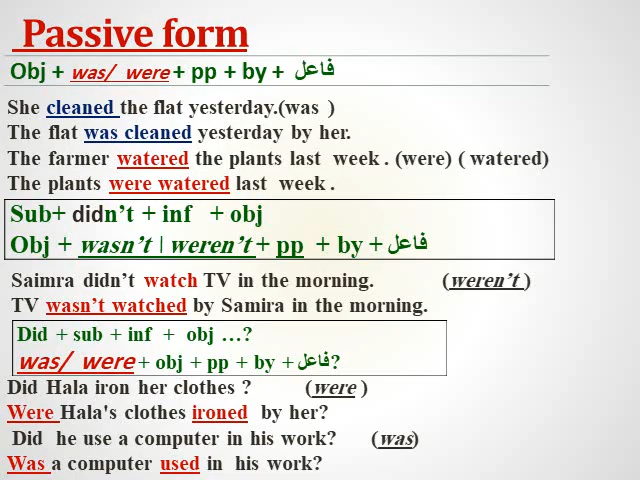 Passive form
Obj + was/ were + pp + by + فاعل
She cleaned the flat yesterday.(was )
The flat was cleaned yesterday by her.
The farmer watered the plants last week . (were) ( watered)
The plants were watered last week .
Sub+ didn’t + inf + obj
Obj + wasn’t | weren’t + pp + by + فاعل
Saimra didn’t watch TV in the morning. (weren’t )
TV wasn’t watched by Samira in the morning.
Did + sub + inf + obj …?
was/ were + obj + pp + by + فاعل?
Did Hala iron her clothes ? (were )
Were Hala's clothes ironed by her?
Did he use a computer in his work? (was)
Was a computer used in his work?